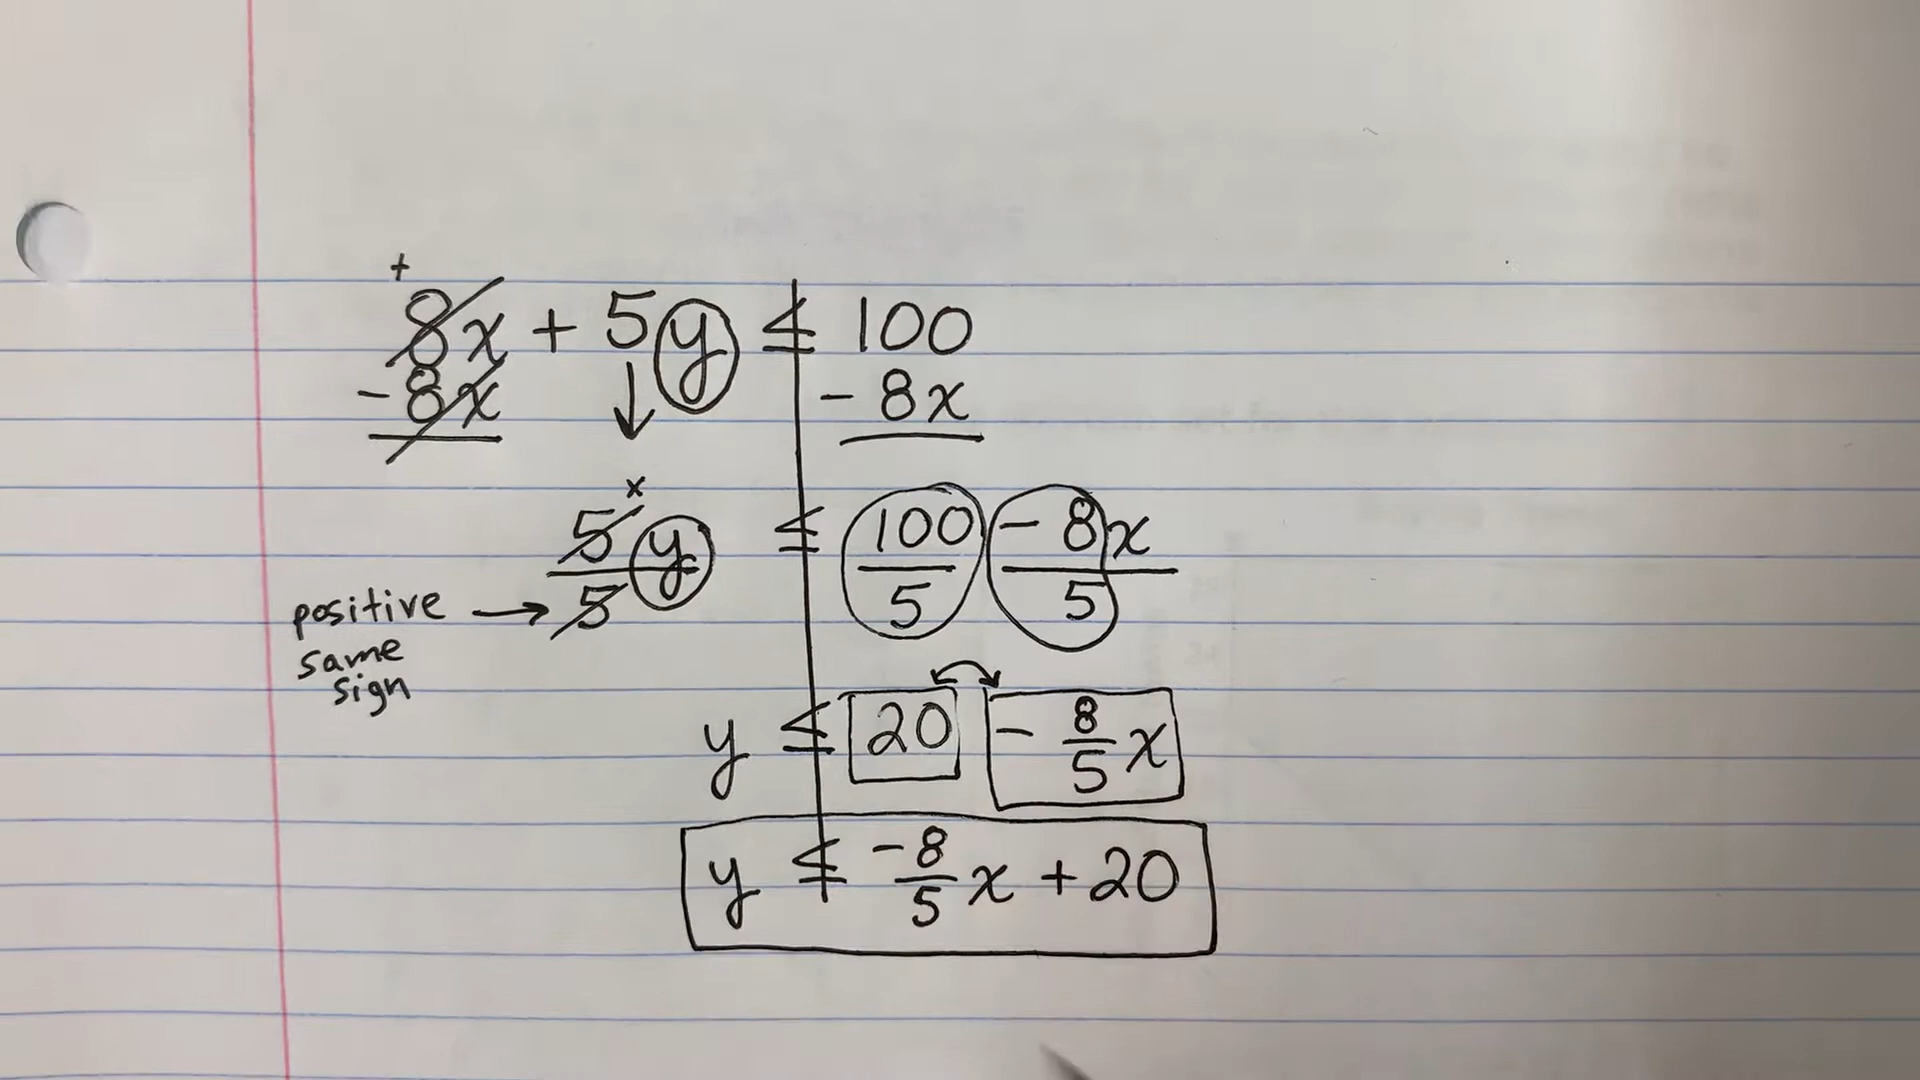 +
8x + 5y ≤ 100
- 8x - 8x
x
5y ≤ 100 - 8x
5 5 5
positive →
same
sign
y ≤ 20 - 8/5 x
y ≤ -8/5 x + 20